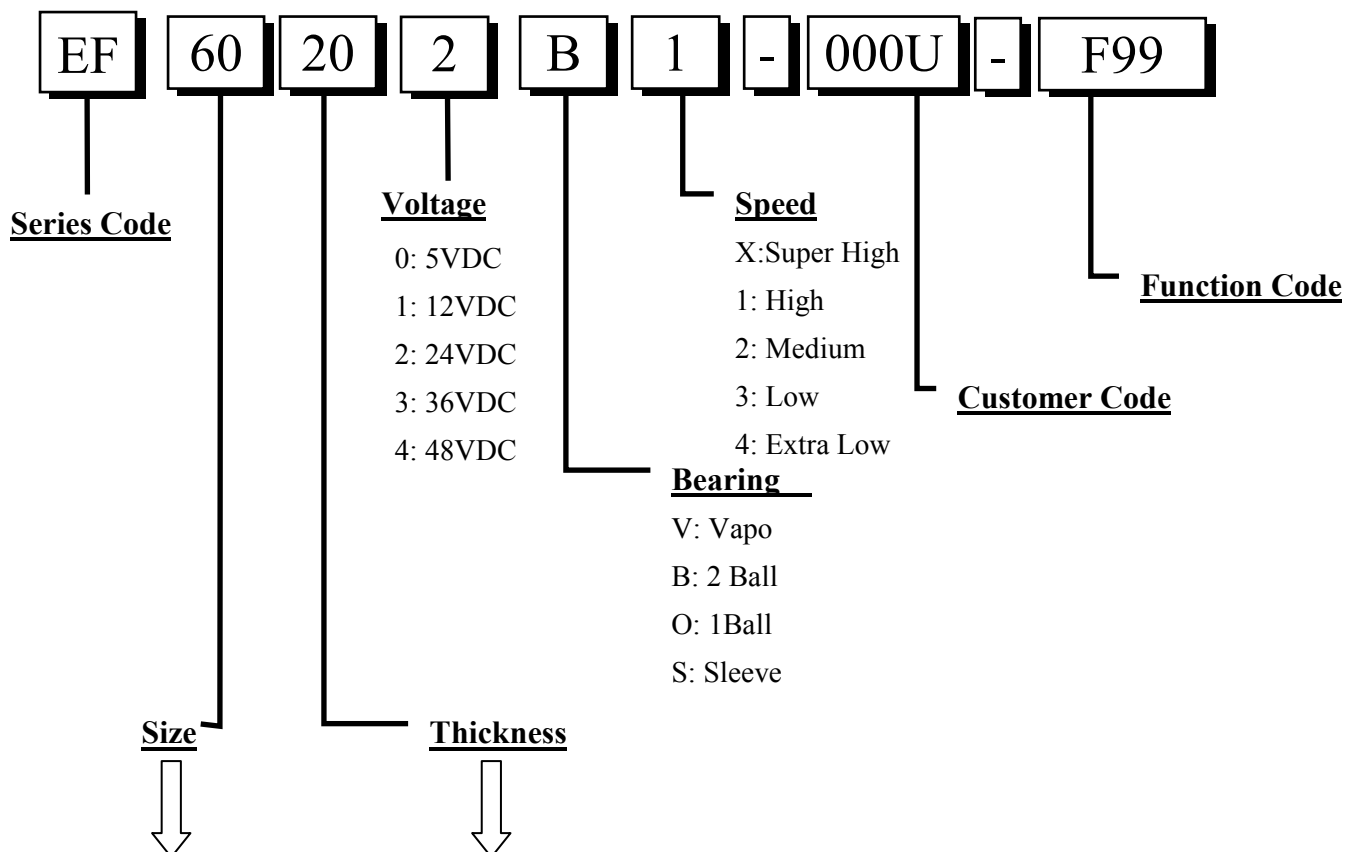 EF 60 20 2 B 1 - 000U - F99
Series Code
Voltage
0: 5VDC
1: 12VDC
2: 24VDC
3: 36VDC
4: 48VDC
Speed
X:Super High
1: High
2: Medium
3: Low
4: Extra Low
Function Code
Customer Code
Bearing
V: Vapo
B: 2 Ball
O: 1Ball
S: Sleeve
Size
Thickness